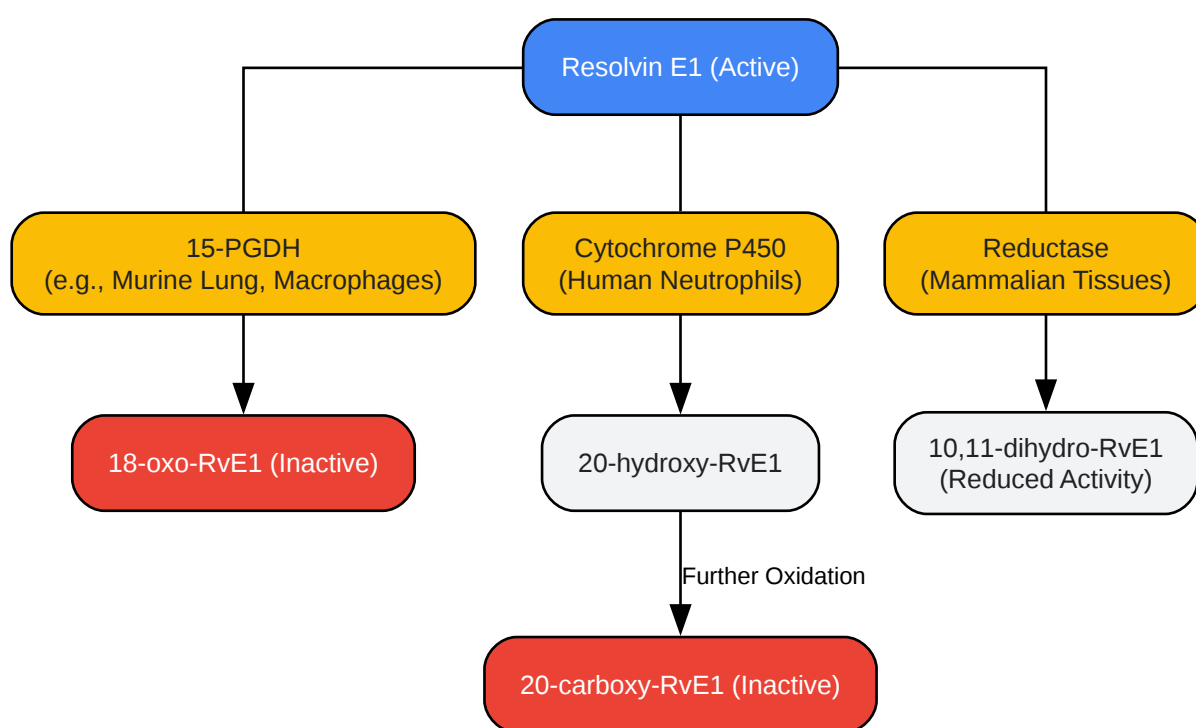 Resolvin E1 (Active)
15-PGDH
(e.g., Murine Lung, Macrophages)
Cytochrome P450
(Human Neutrophils)
Reductase
(Mammalian Tissues)
18-oxo-RvE1 (Inactive)
20-hydroxy-RvE1
10,11-dihydro-RvE1
(Reduced Activity)
Further Oxidation
20-carboxy-RvE1 (Inactive)